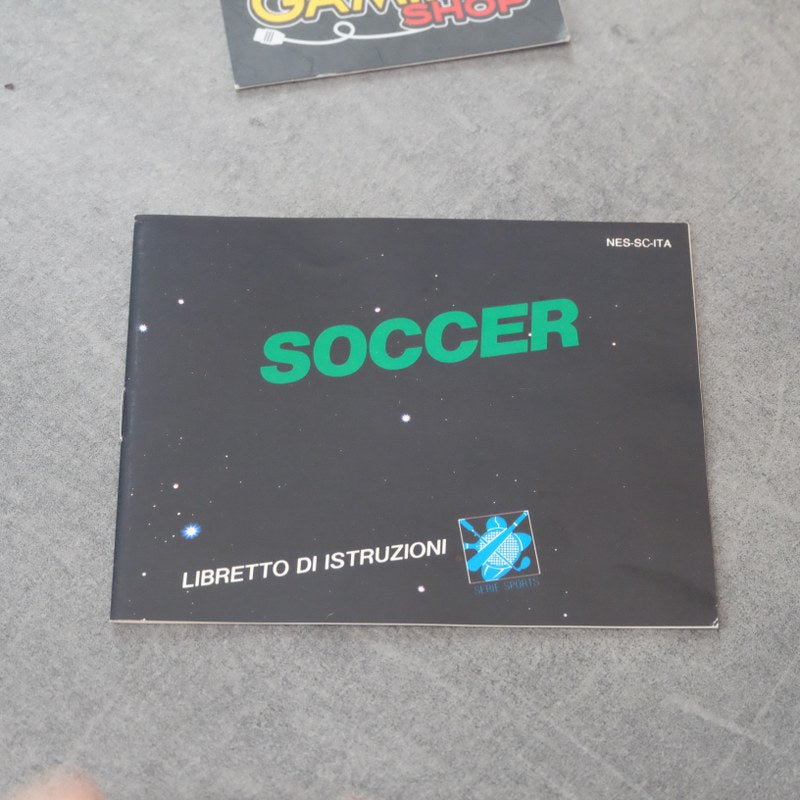 SHOP
NES-SC-ITA
SOCCER
LIBRETTO DI ISTRUZIONI
SERIE SPORTS